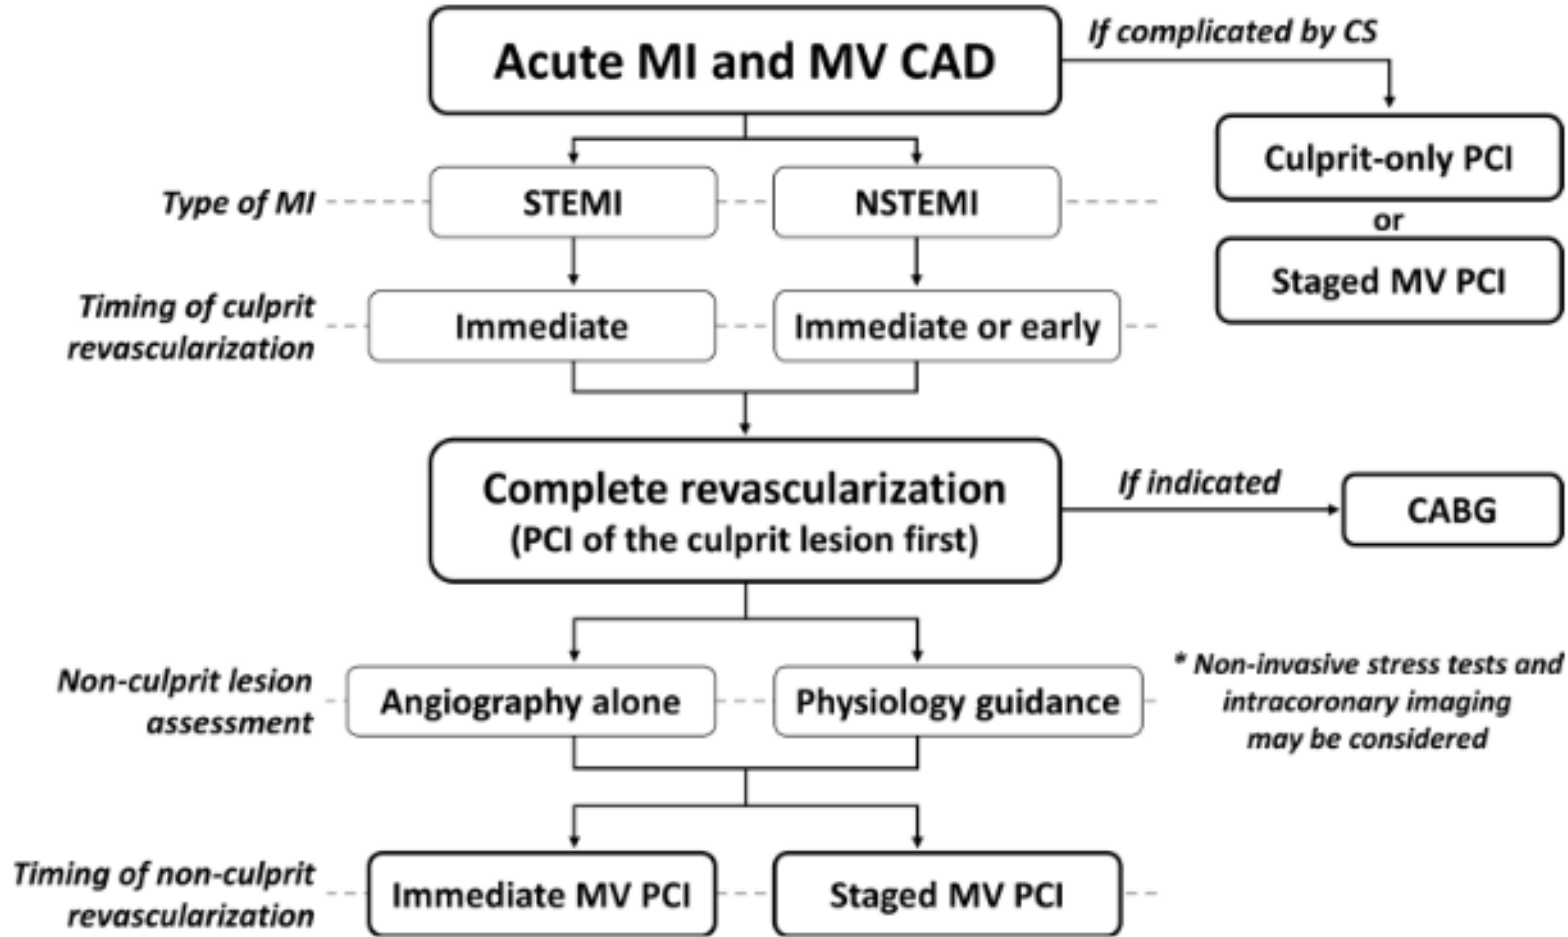 Acute MI and MV CAD
If complicated by CS
Culprit-only PCI
or
Staged MV PCI
Type of MI
STEMI
NSTEMI
Timing of culprit
revascularization
Immediate
Immediate or early
Complete revascularization
(PCI of the culprit lesion first)
If indicated
CABG
Non-culprit lesion
assessment
Angiography alone
Physiology guidance
* Non-invasive stress tests and
intracoronary imaging
may be considered
Timing of non-culprit
revascularization
Immediate MV PCI
Staged MV PCI